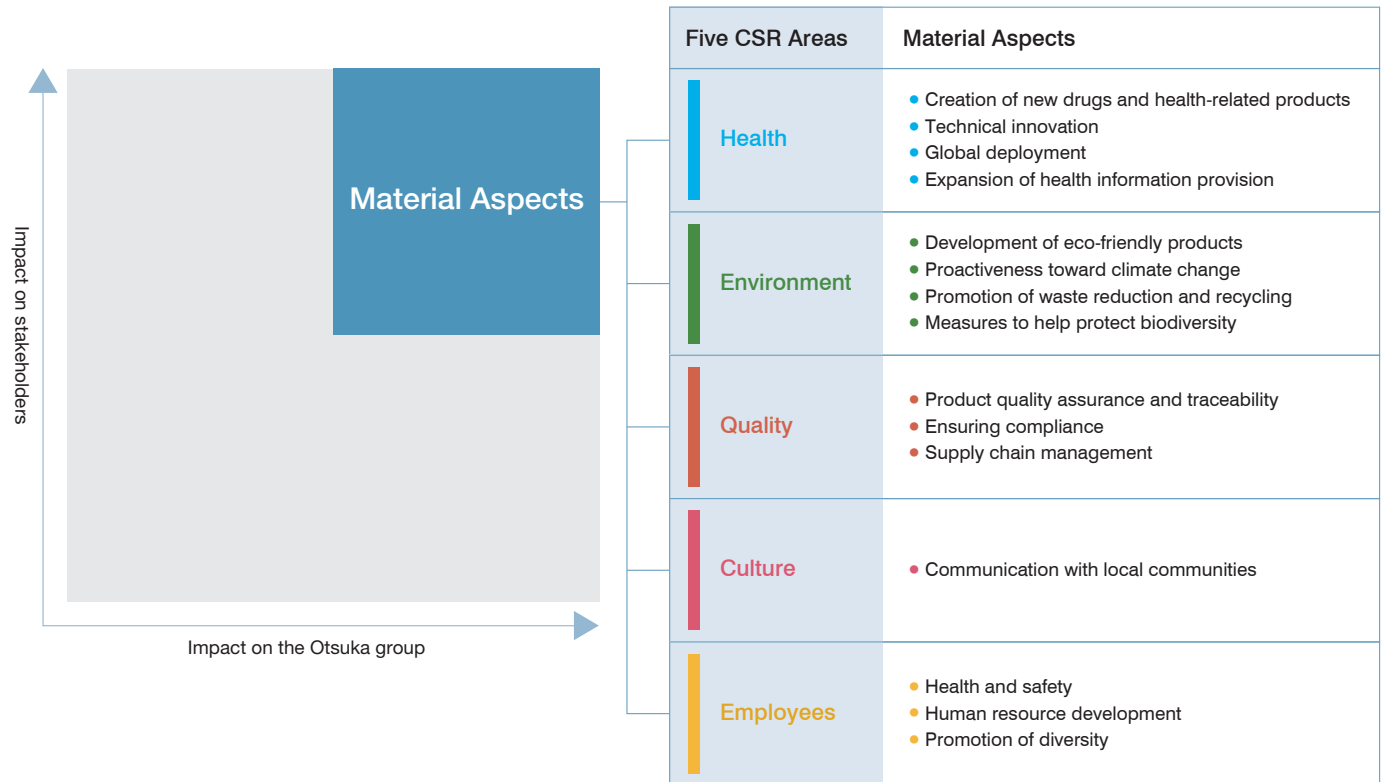 Impact on stakeholders
Material Aspects
Impact on the Otsuka group
Five CSR Areas
Material Aspects
Health
Creation of new drugs and health-related products
Technical innovation
Global deployment
Expansion of health information provision
Environment
Development of eco-friendly products
Proactiveness toward climate change
Promotion of waste reduction and recycling
Measures to help protect biodiversity
Quality
Product quality assurance and traceability
Ensuring compliance
Supply chain management
Culture
Communication with local communities
Employees
Health and safety
Human resource development
Promotion of diversity